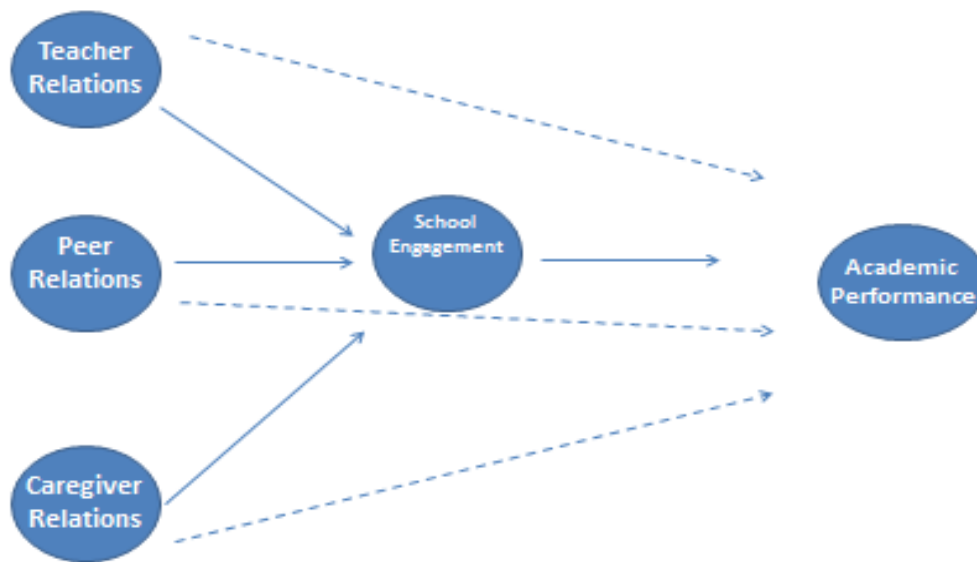 Teacher
Relations
School
Engagement
Peer
Relations
Academic
Performance
Caregiver
Relations